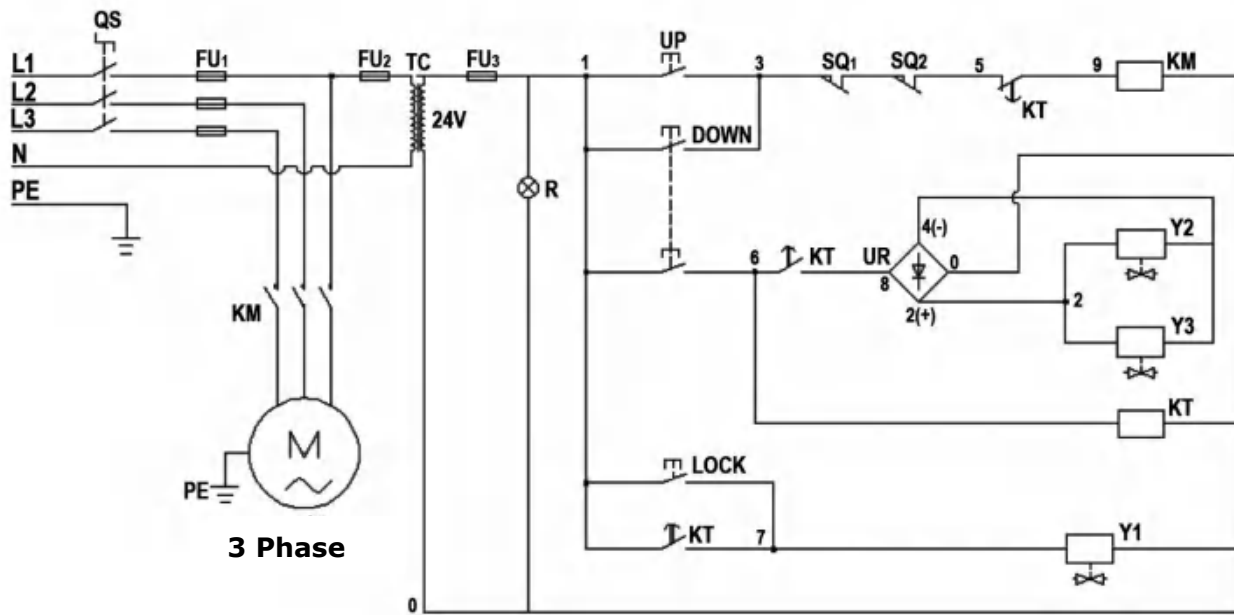 QS
L1
FU1
FU2
TC
FU3
1
UP
3
SQ1
SQ2
5
9
KM
L2
L3
24V
KT
DOWN
N
PE
R
4(-)
Y2
6
KT
UR
0
8
2(+)
2
KM
Y3
KT
M
LOCK
PE
KT
7
Y1
3 Phase
0